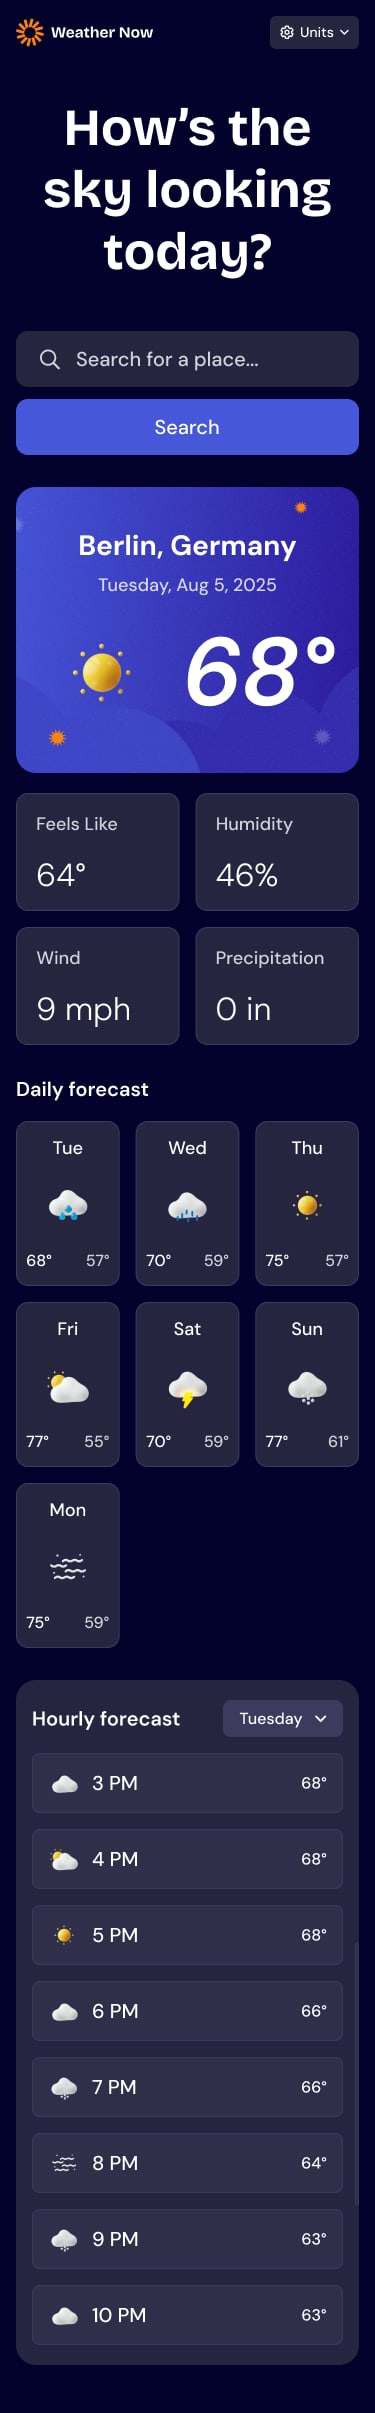 Weather Now
Units
How’s the
sky looking
today?
Search for a place...
Search
Berlin, Germany
Tuesday, Aug 5, 2025
68°
Feels Like
64°
Humidity
46%
Wind
9 mph
Precipitation
0 in
Daily forecast
Tue
68° 57°
Wed
70° 59°
Thu
75° 57°
Fri
77° 55°
Sat
70° 59°
Sun
77° 61°
Mon
75° 59°
Hourly forecast
Tuesday
3 PM 68°
4 PM 68°
5 PM 68°
6 PM 66°
7 PM 66°
8 PM 64°
9 PM 63°
10 PM 63°